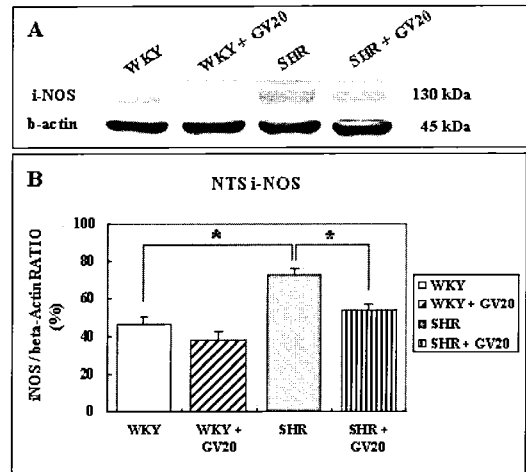 A
WKY
WKY + GV20
SHR
SHR + GV20
i-NOS
130 kDa
b-actin
45 kDa
B
NTS i-NOS
iNOS / beta-Actin RATIO
(%)
100
80
60
40
20
0
*
*
WKY
WKY +
GV20
SHR
SHR +
GV20
WKY
WKY + GV20
SHR
SHR + GV20